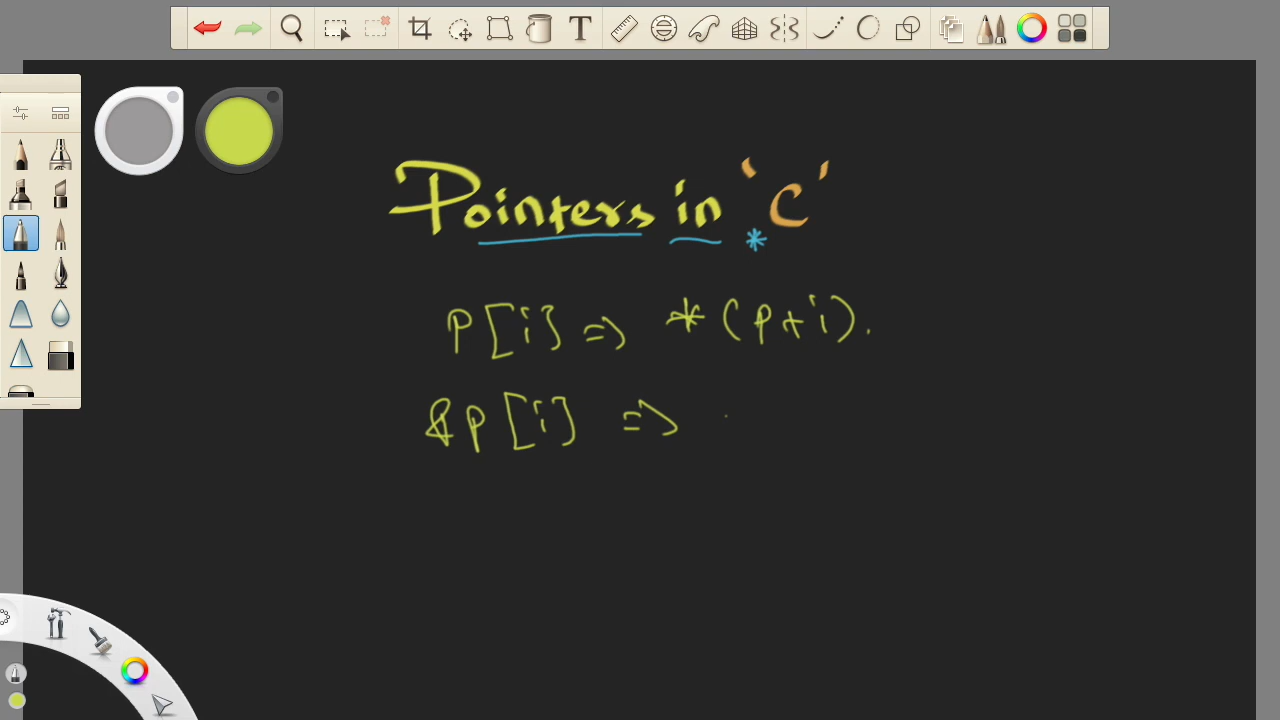 Pointers in 'C'
*
P[i] => *(P+i).
&P[i] =>